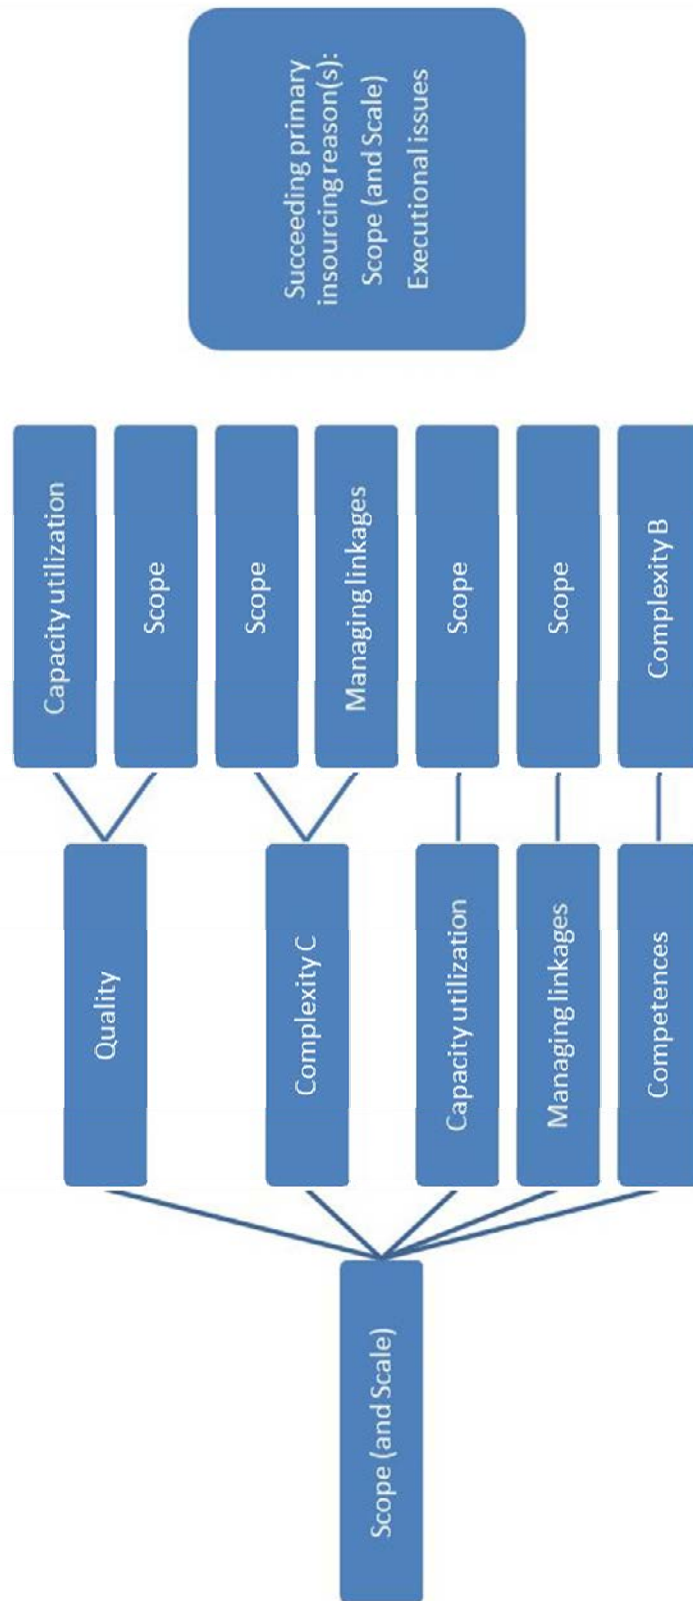 Scope (and Scale)
Quality
Capacity utilization
Scope
Complexity C
Scope
Managing linkages
Capacity utilization
Scope
Managing linkages
Scope
Competences
Complexity B
Succeeding primary
insourcing reason(s):
Scope (and Scale)
Executional issues